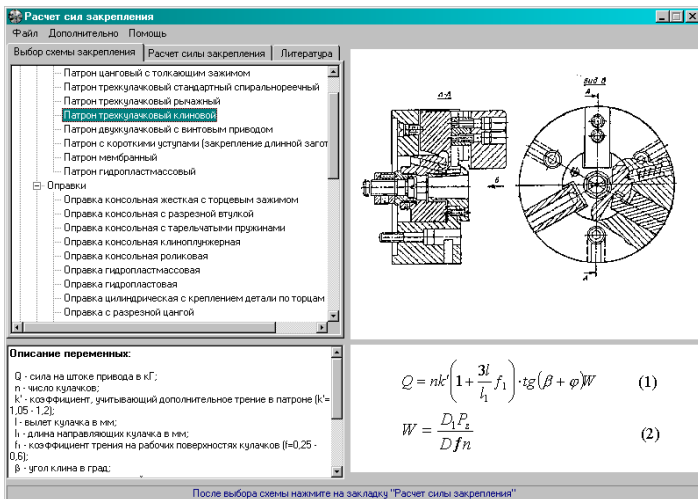 Расчет сил закрепления
Файл Дополнительно Помощь
Выбор схемы закрепления Расчет силы закрепления Литература
Патрон цанговый с толкающим зажимом
Патрон трехкулачковый стандартный спиральнореечный
Патрон трехкулачковый рычажный
Патрон трехкулачковый клиновой
Патрон двухкулачковый с винтовым приводом
Патрон с короткими уступами (закрепление длинной загот
Патрон мембранный
Патрон гидропластмассовый
Оправки
Оправка консольная жесткая с торцевым зажимом
Оправка консольная с разрезной втулкой
Оправка консольная с тарельчатыми пружинами
Оправка консольная клиноплунжерная
Оправка консольная роликовая
Оправка гидропластмассовая
Оправка гидропластовая
Оправка цилиндрическая с креплением детали по торцам
Оправка с разрезной цангой
А-А
Б
Вид В
А
А
Описание переменных:
Q - сила на штоке привода в кГ;
n - число кулачков;
k' - коэффициент, учитывающий дополнительное трение в патроне (k'=
1,05 - 1,2);
l - вылет кулачка в мм;
l₁ - длина направляющих кулачка в мм;
f₁ - коэффициент трения на рабочих поверхностях кулачков (f=0,25 -
0,6);
β - угол клина в град;
Q = nk'(1 + 3l/l₁ f₁) · tg(β + φ)W (1)
W = D₁P_z / Dfn (2)
После выбора схемы нажмите на закладку "Расчет силы закрепления"